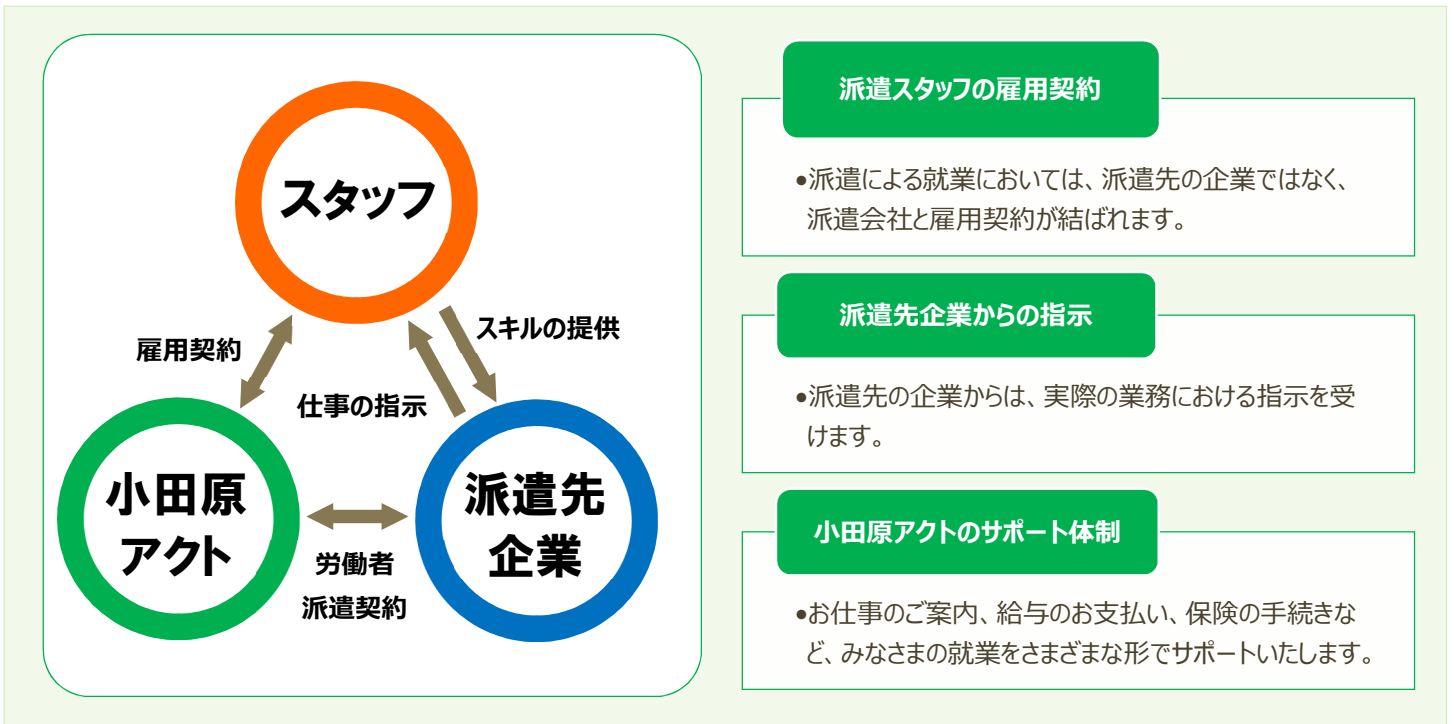 スタッフ
雇用契約
スキルの提供
仕事の指示
小田原
アクト
派遣先
企業
労働者
派遣契約
派遣スタッフの雇用契約
•派遣による就業においては、派遣先の企業ではなく、
派遣会社と雇用契約が結ばれます。
派遣先企業からの指示
•派遣先の企業からは、実際の業務における指示を受
けます。
小田原アクトのサポート体制
•お仕事のご案内、給与のお支払い、保険の手続きな
ど、みなさまの就業をさまざまな形でサポートいたします。